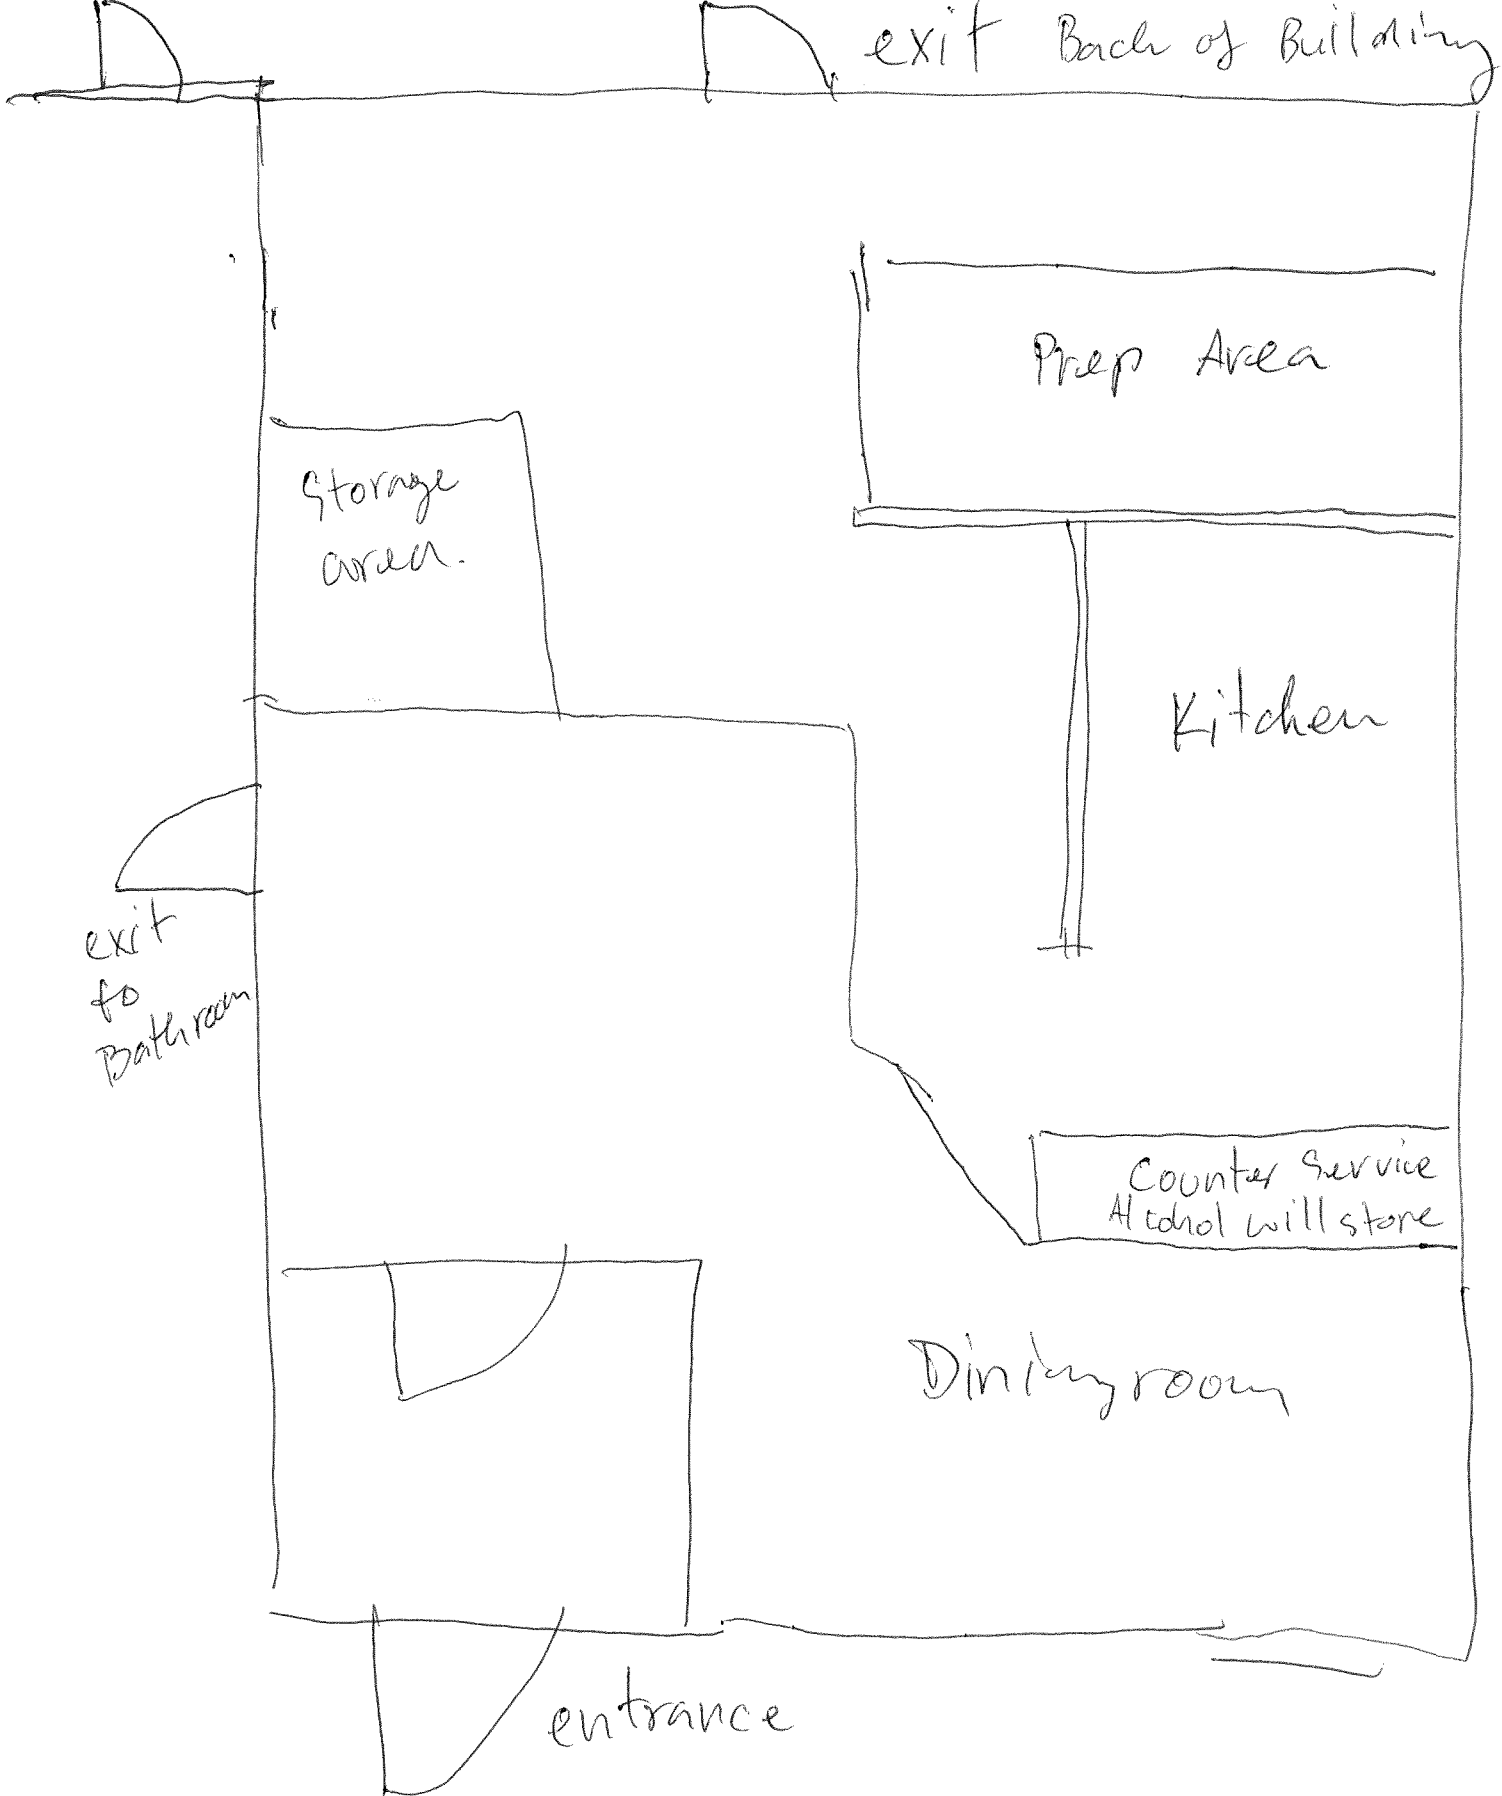 exit Back of Building
Prep Area
Storage
area.
Kitchen
exit
to
Bathroom
Counter Service
Alcohol will store
Diningroom
entrance